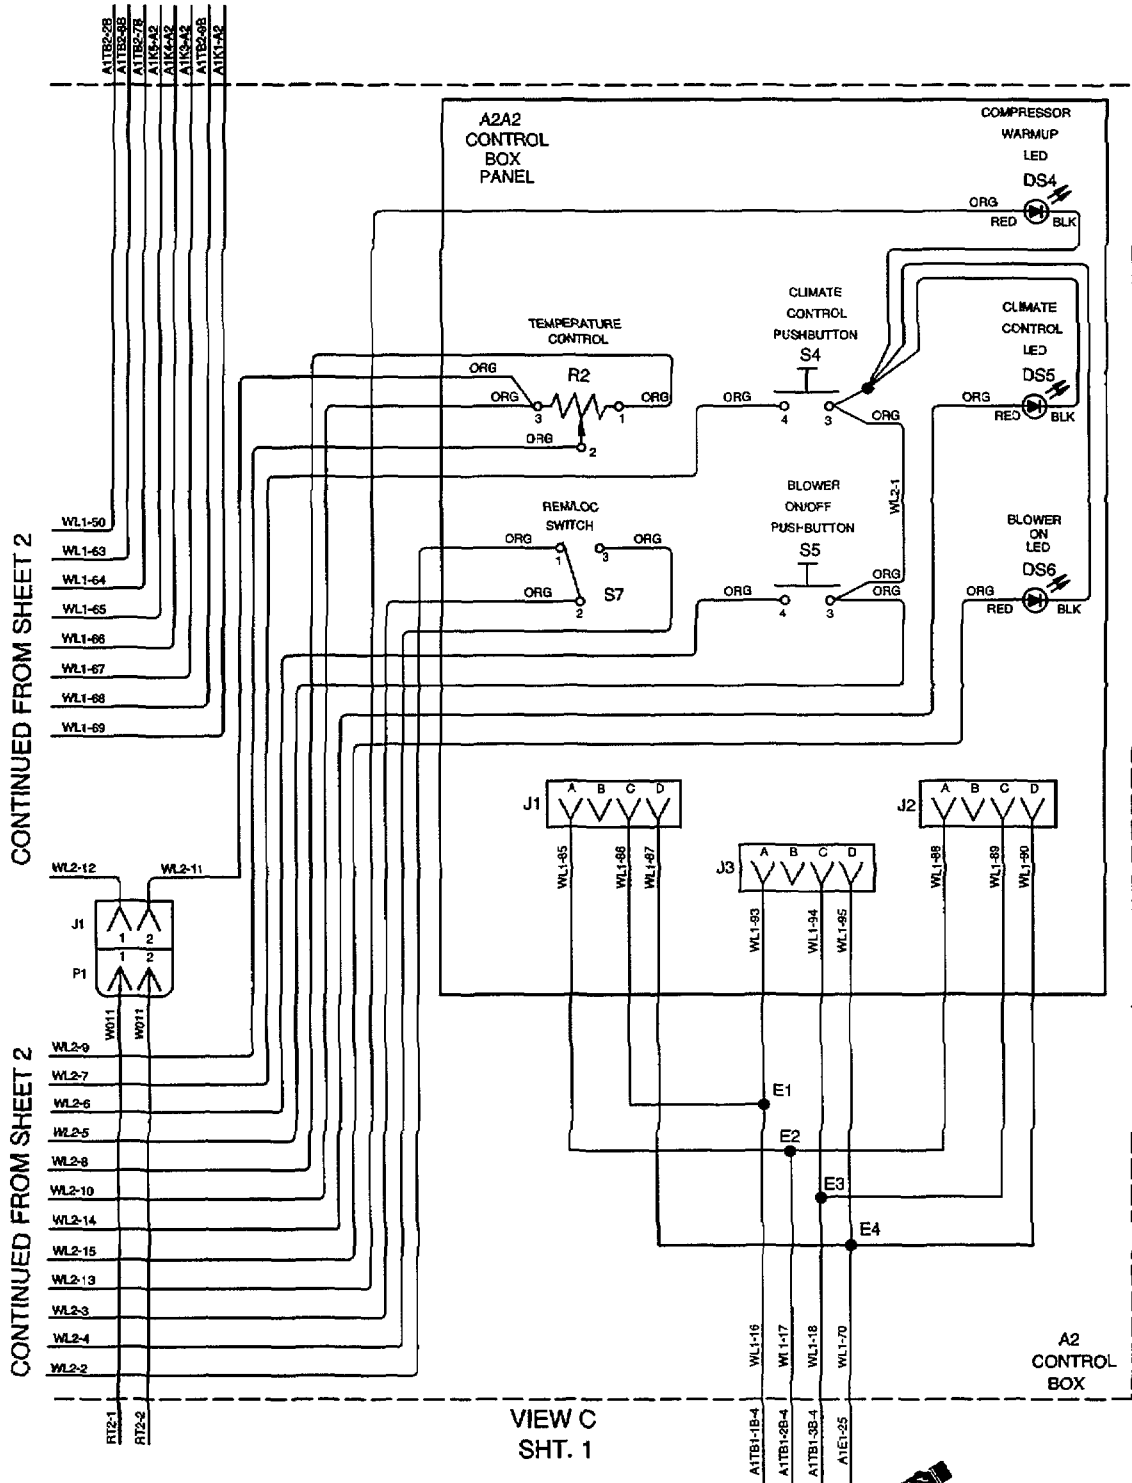 A1TB2-2B
A1TB2-6B
A1TB2-7B
A1K5-A2
A1K4-A2
A1K3-A2
A1TB2-9B
A1K1-A2
A2A2
CONTROL
BOX
PANEL
COMPRESSOR
WARMUP
LED
DS4
ORG
RED
BLK
CLIMATE
CONTROL
PUSHBUTTON
S4
CLIMATE
CONTROL
LED
DS5
TEMPERATURE
CONTROL
ORG
R2
ORG
3
1
ORG
ORG
2
ORG
4
3
ORG
ORG
RED
BLK
WL2-1
REM/LOC
SWITCH
ORG
1
3
ORG
ORG
2
S7
BLOWER
ON/OFF
PUSHBUTTON
S5
ORG
4
3
ORG
ORG
BLOWER
ON
LED
DS6
ORG
RED
BLK
CONTINUED FROM SHEET 2
WL1-50
WL1-63
WL1-64
WL1-65
WL1-66
WL1-67
WL1-68
WL1-69
J1
A B C D
WL1-85
WL1-86
WL1-87
J3
A B C D
WL1-93
WL1-94
WL1-95
J2
A B C D
WL1-88
WL1-89
WL1-90
WL2-12
WL2-11
J1
1 2
P1
1 2
W011
W011
CONTINUED FROM SHEET 2
WL2-9
WL2-7
WL2-6
WL2-5
WL2-8
WL2-10
WL2-14
WL2-15
WL2-13
WL2-3
WL2-4
WL2-2
E1
E2
E3
E4
WL1-16
WL1-17
WL1-18
WL1-70
A2
CONTROL
BOX
RT2-1
RT2-2
VIEW C
SHT. 1
A1TB1-1B-4
A1TB1-2B-4
A1TB1-3B-4
A1E1-25